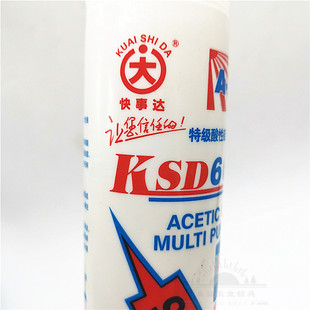 KUAI SHI DA
®
大
快事达
让您信任的!
A
特级酸性
KSD6
ACETIC
MULTI PU